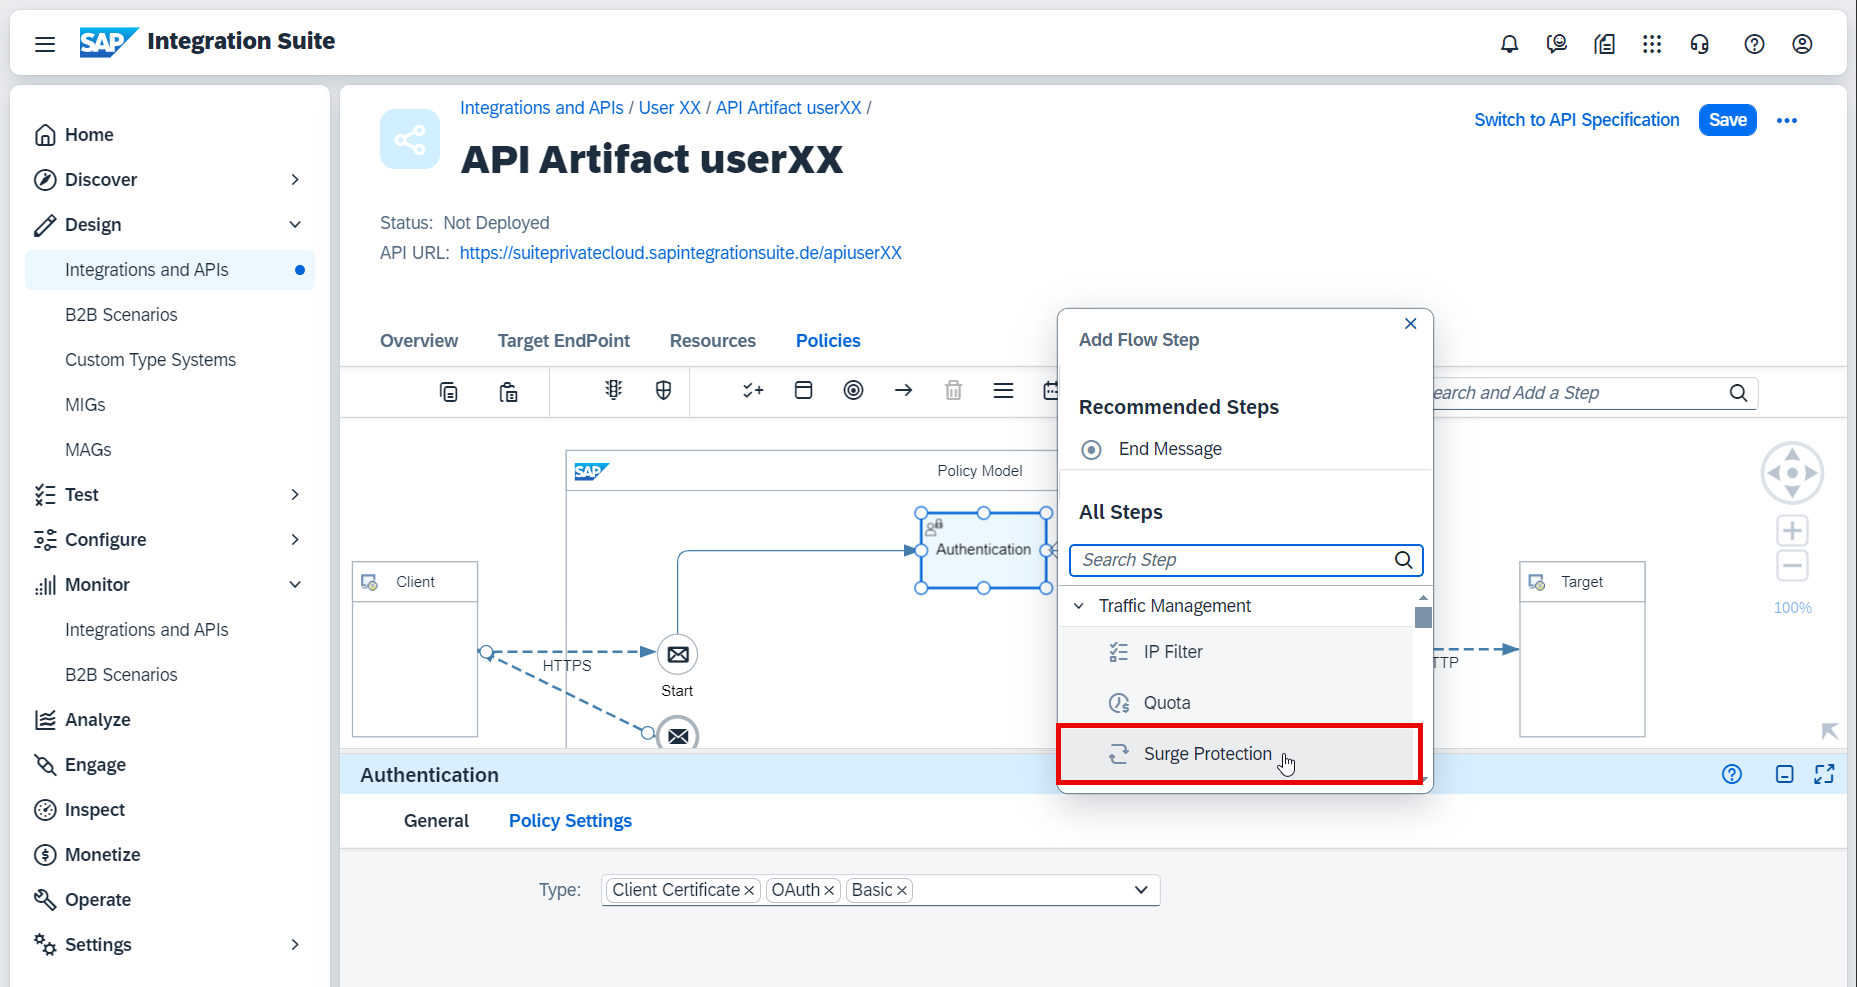 SAP Integration Suite
Home
Discover
Design
Integrations and APIs
B2B Scenarios
Custom Type Systems
MIGs
MAGs
Test
Configure
Monitor
Integrations and APIs
B2B Scenarios
Analyze
Engage
Inspect
Monetize
Operate
Settings
Integrations and APIs / User XX / API Artifact userXX /
API Artifact userXX
Switch to API Specification
Save
Status: Not Deployed
API URL: https://suiteprivatecloud.sapintegrationsuite.de/apiuserXX
Overview
Target EndPoint
Resources
Policies
earch and Add a Step
SAP
Policy Model
Authentication
Client
HTTPS
Start
TTP
Target
100%
Add Flow Step
Recommended Steps
End Message
All Steps
Search Step
Traffic Management
IP Filter
Quota
Surge Protection
Authentication
General
Policy Settings
Type: Client Certificate OAuth Basic